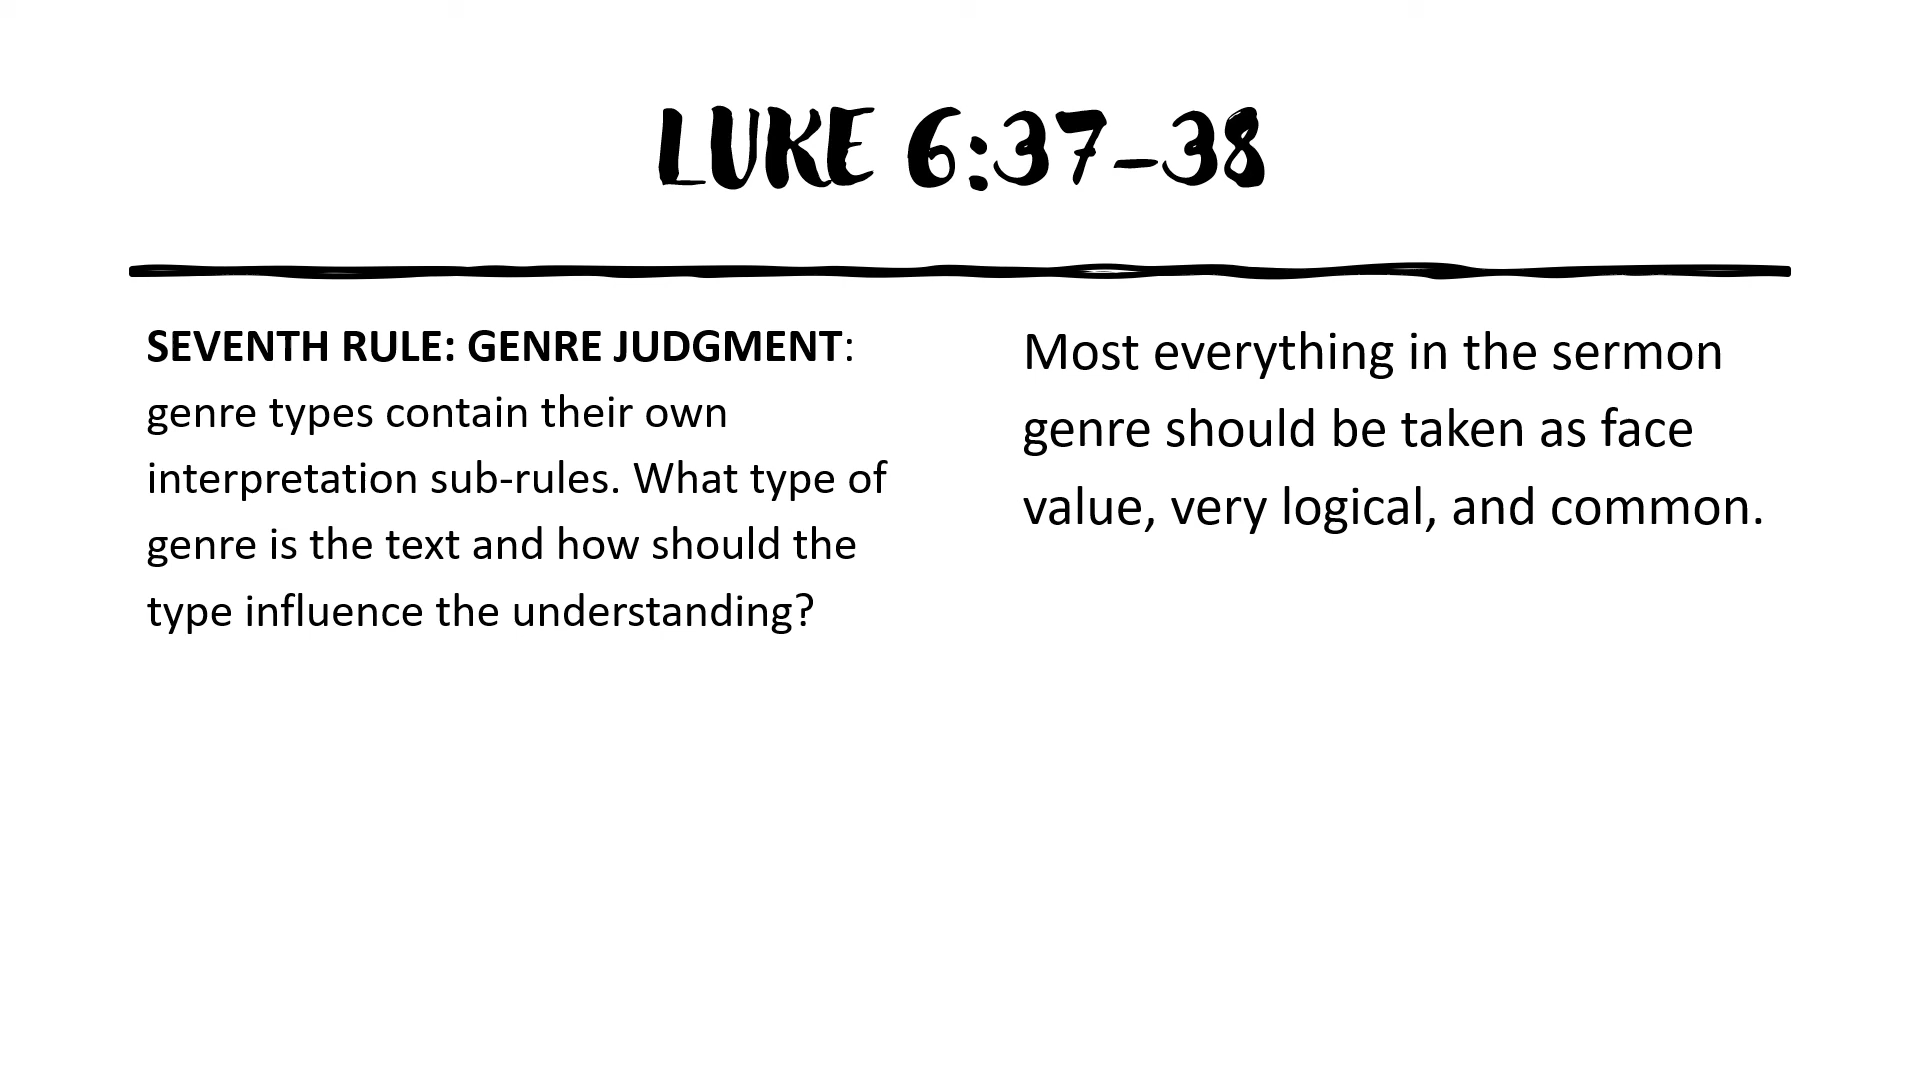 LUKE 6:37-38
SEVENTH RULE: GENRE JUDGMENT:
genre types contain their own
interpretation sub-rules. What type of
genre is the text and how should the
type influence the understanding?
Most everything in the sermon
genre should be taken as face
value, very logical, and common.